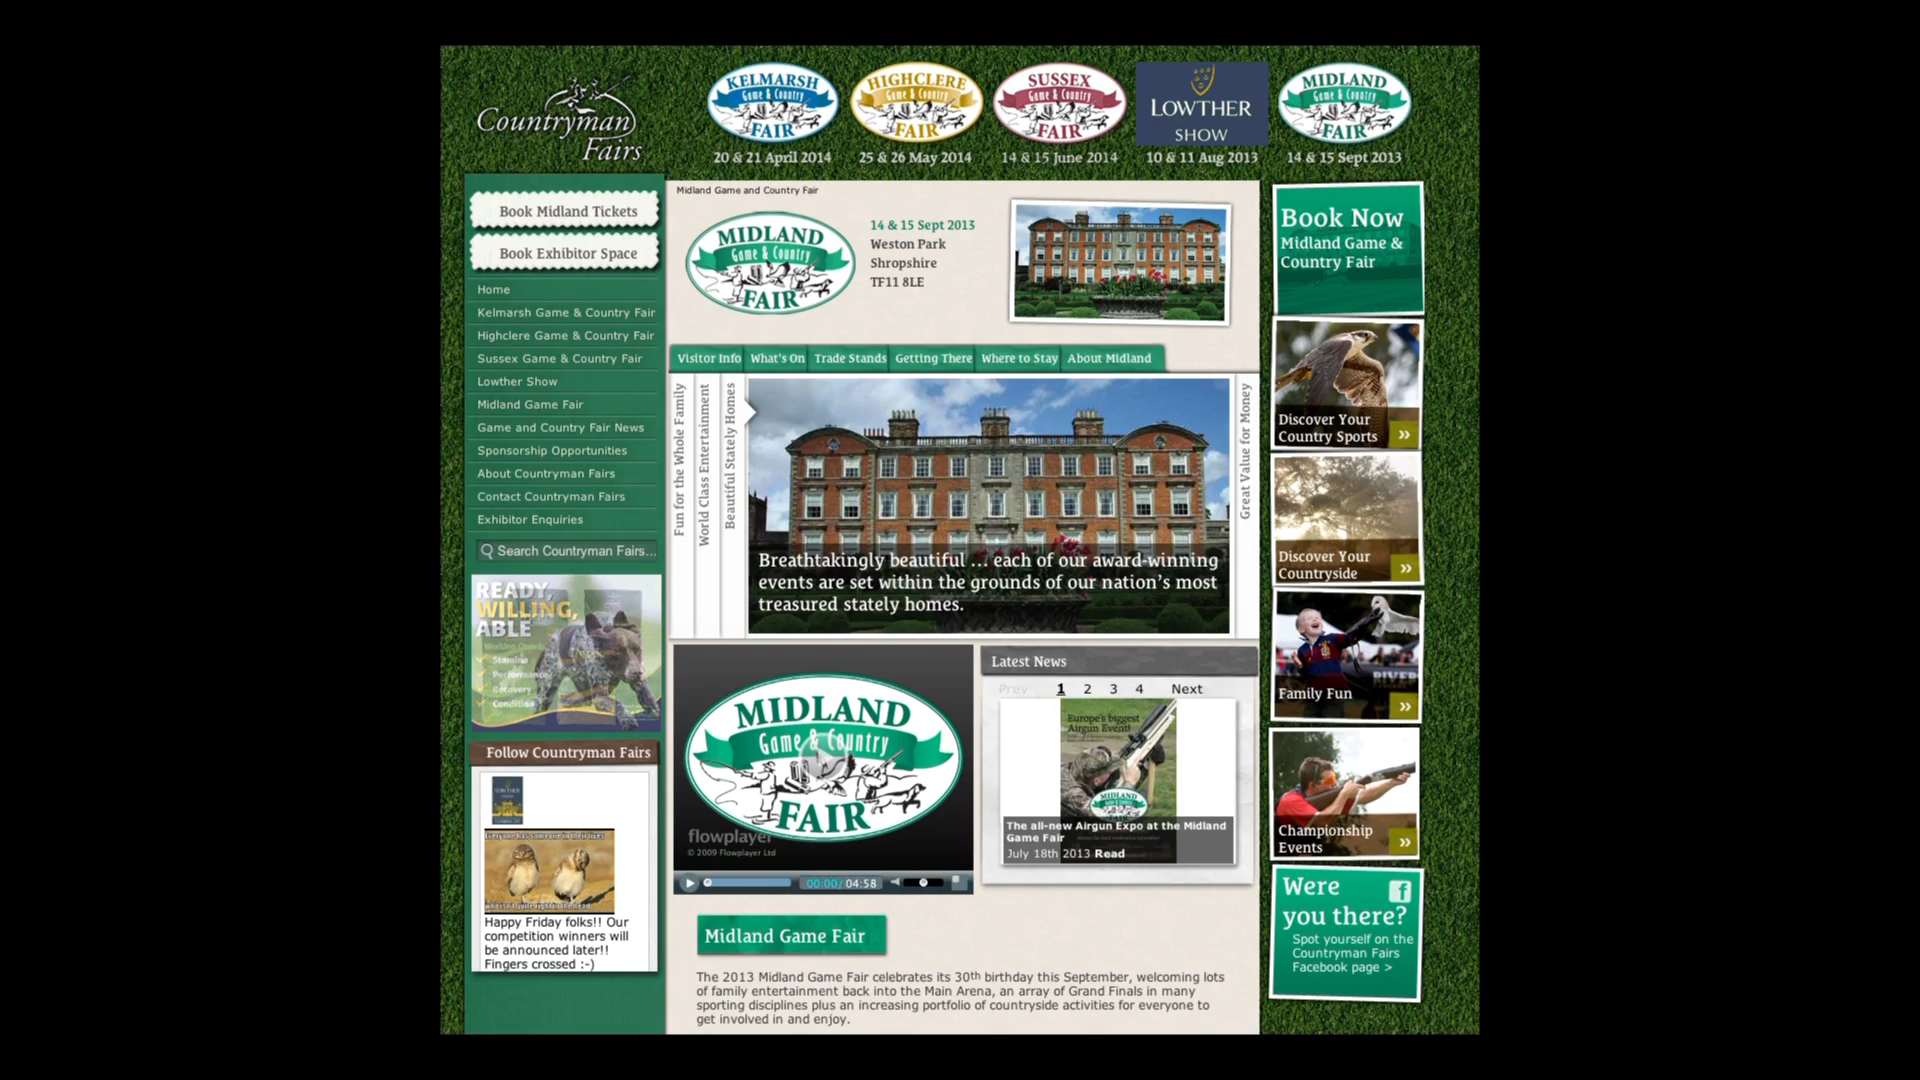 Countryman
Fairs
KELMARSH
Game & Country
FAIR
20 & 21 April 2014
HIGHCLERE
Game & Country
FAIR
25 & 26 May 2014
SUSSEX
Game & Country
FAIR
14 & 15 June 2014
LOWTHER
SHOW
10 & 11 Aug 2013
MIDLAND
Game & Country
FAIR
14 & 15 Sept 2013
Book Midland Tickets
Book Exhibitor Space
Home
Kelmarsh Game & Country Fair
Highclere Game & Country Fair
Sussex Game & Country Fair
Lowther Show
Midland Game Fair
Game and Country Fair News
Sponsorship Opportunities
About Countryman Fairs
Contact Countryman Fairs
Exhibitor Enquiries
Search Countryman Fairs...
READY,
WILLING,
ABLE
Stamina
Performance
Recovery
Condition
Follow Countryman Fairs
LOWTHER
Everyone has someone in their lives
Happy Friday folks!! Our
competition winners will
be announced later!!
Fingers crossed :-)
Midland Game and Country Fair
MIDLAND
Game & Country
FAIR
14 & 15 Sept 2013
Weston Park
Shropshire
TF11 8LE
Visitor Info
What's On
Trade Stands
Getting There
Where to Stay
About Midland
Fun for the Whole Family
World Class Entertainment
Beautiful Stately Homes
Breathtakingly beautiful ... each of our award-winning
events are set within the grounds of our nation's most
treasured stately homes.
Great Value for Money
MIDLAND
Game & Country
FAIR
flowplayer
© 2009 Flowplayer Ltd
00:00/ 04:58
Latest News
Prev 1 2 3 4 Next
Europe's biggest
Airgun Event!
MIDLAND
FAIR
The all-new Airgun Expo at the Midland
Game Fair
July 18th 2013 Read
Midland Game Fair
The 2013 Midland Game Fair celebrates its 30th birthday this September, welcoming lots
of family entertainment back into the Main Arena, an array of Grand Finals in many
sporting disciplines plus an increasing portfolio of countryside activities for everyone to
get involved in and enjoy.
Book Now
Midland Game &
Country Fair
Discover Your
Country Sports
»
Discover Your
Countryside
»
Family Fun
»
Championship
Events
»
Were
you there?
f
Spot yourself on the
Countryman Fairs
Facebook page >